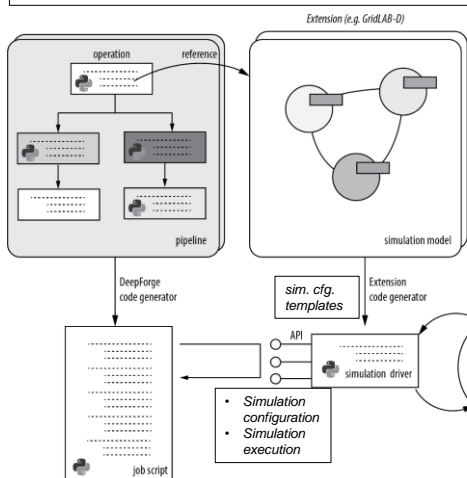 Extension (e.g. GridLAB-D)
operation
reference
pipeline
simulation model
DeepForge
code generator
sim. cfg.
templates
Extension
code generator
API
simulation driver
• Simulation
configuration
• Simulation
execution
job script